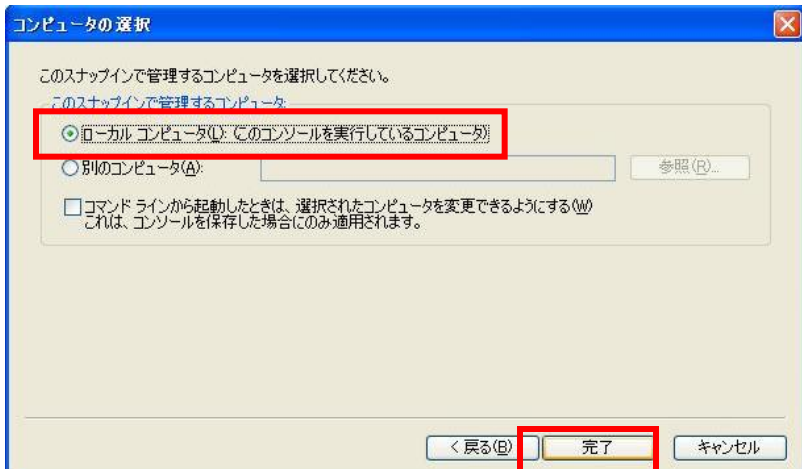 コンピュータの選択
このスナップインで管理するコンピュータを選択してください。
このスナップインで管理するコンピュータ:
ローカル コンピュータ(L): (このコンソールを実行しているコンピュータ)
別のコンピュータ(A):
参照(R)...
コマンド ラインから起動したときは、選択されたコンピュータを変更できるようにする(W)
これは、コンソールを保存した場合にのみ適用されます。
< 戻る(B)
完了
キャンセル